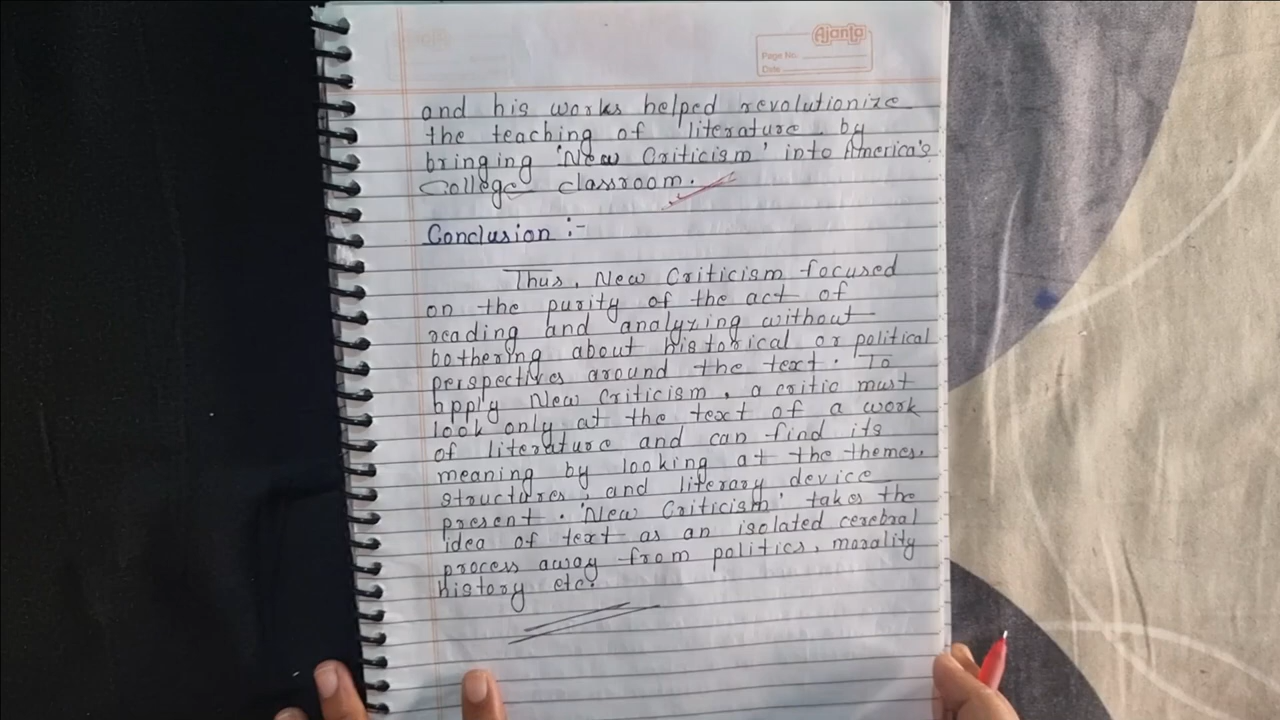 Ajanta
Page No.
Date
and his works helped revolutionize
the teaching of literature by
bringing 'New Criticism' into America's
College classroom.
Conclusion :-
Thus, New Criticism focused
on the purity of the act of
reading and analyzing without
bothering about historical or political
perspectives around the text. To
apply New Criticism, a critic must
look only at the text of a work
of literature and can find its
meaning by looking at the themes,
structures, and literary device
present. 'New Criticism' takes the
idea of text as an isolated cerebral
process away from politics, morality
history etc.